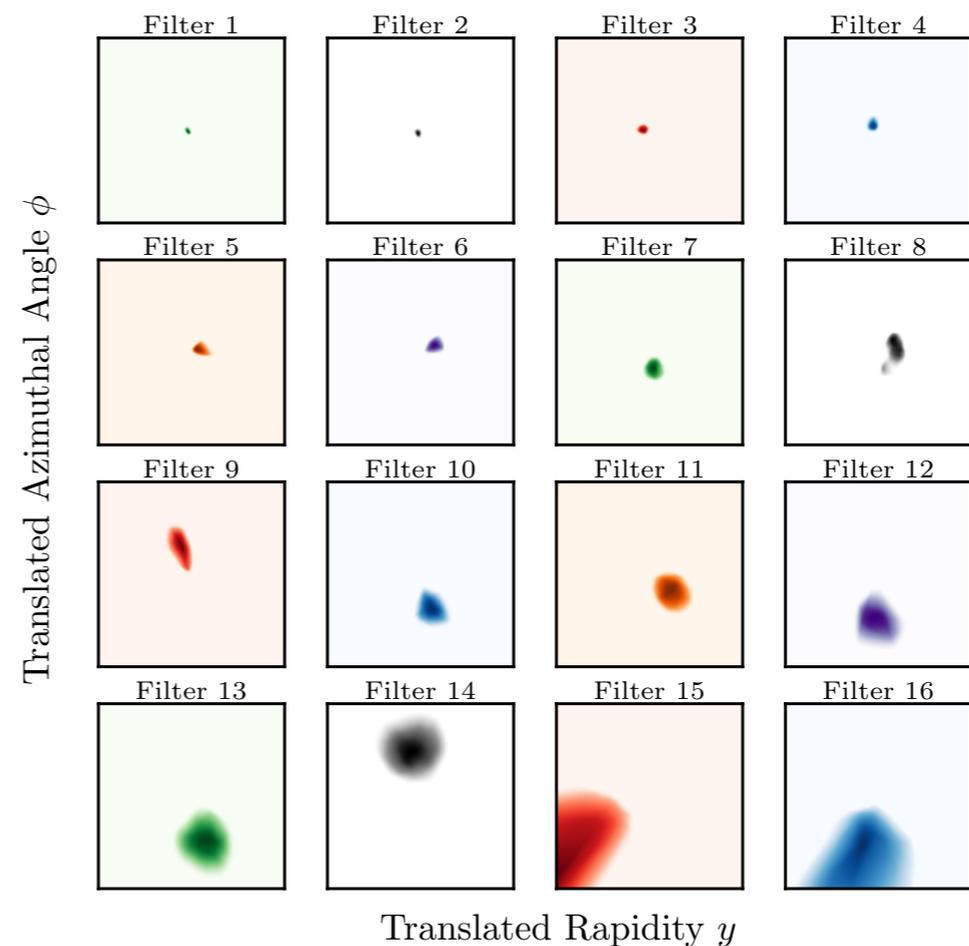 Filter 1 Filter 2 Filter 3 Filter 4
Filter 5 Filter 6 Filter 7 Filter 8
Filter 9 Filter 10 Filter 11 Filter 12
Filter 13 Filter 14 Filter 15 Filter 16
Translated Azimuthal Angle ϕ
Translated Rapidity y